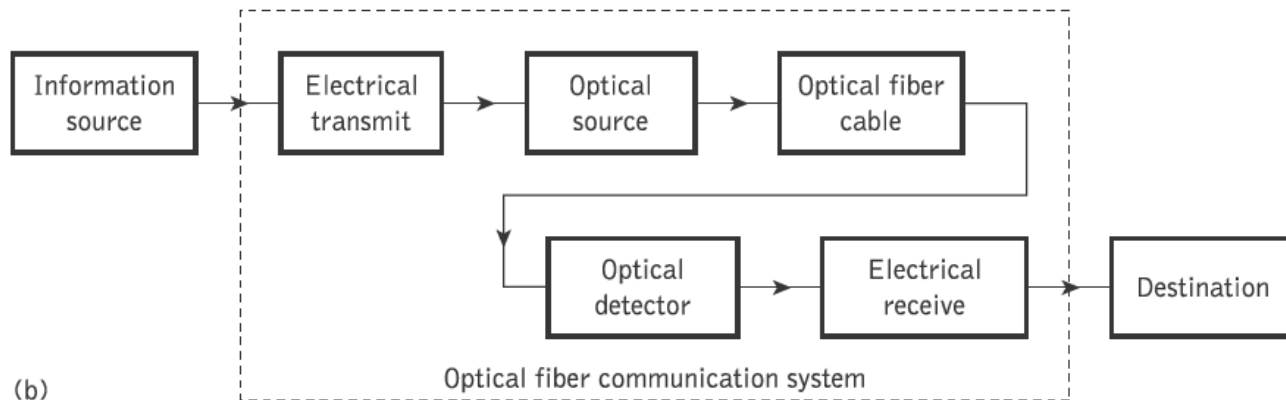 Information
source
Electrical
transmit
Optical
source
Optical fiber
cable
Optical
detector
Electrical
receive
Destination
Optical fiber communication system
(b)